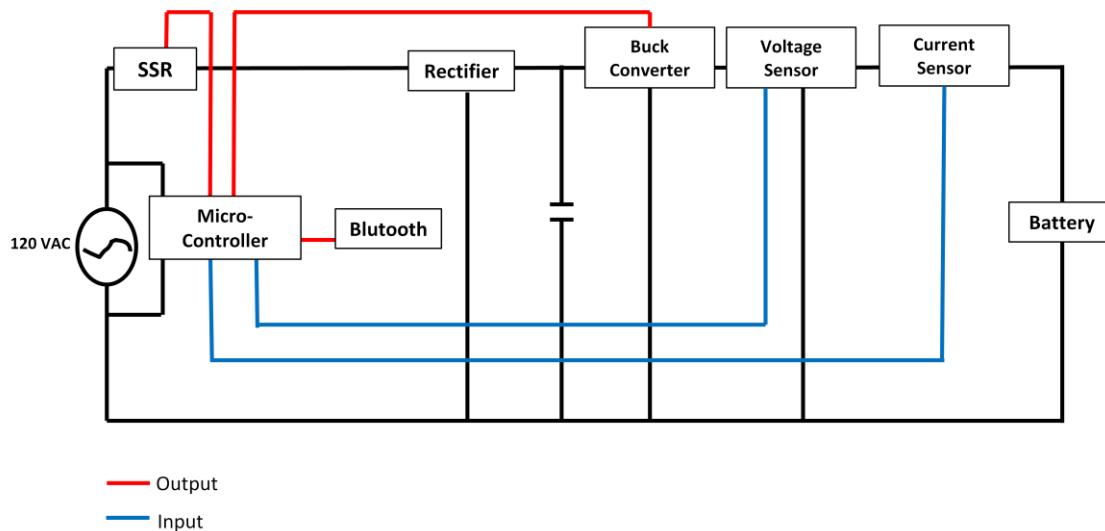 SSR
Rectifier
Buck
Converter
Voltage
Sensor
Current
Sensor
120 VAC
Micro-
Controller
Blutooth
Battery
Output
Input